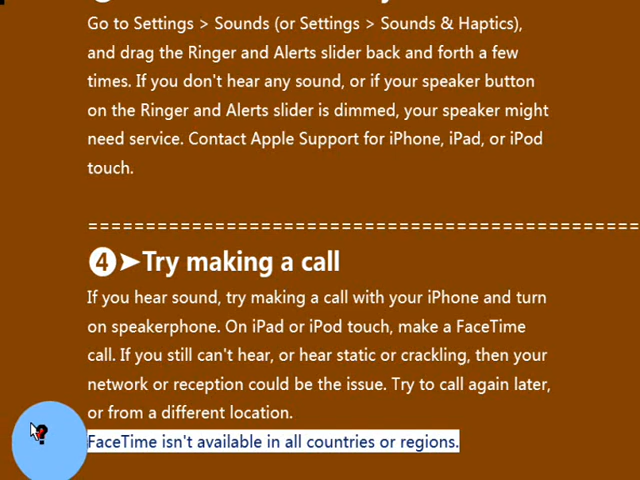 Go to Settings > Sounds (or Settings > Sounds & Haptics),
and drag the Ringer and Alerts slider back and forth a few
times. If you don't hear any sound, or if your speaker button
on the Ringer and Alerts slider is dimmed, your speaker might
need service. Contact Apple Support for iPhone, iPad, or iPod
touch.
================================================
❹➤Try making a call
If you hear sound, try making a call with your iPhone and turn
on speakerphone. On iPad or iPod touch, make a FaceTime
call. If you still can't hear, or hear static or crackling, then your
network or reception could be the issue. Try to call again later,
or from a different location.
FaceTime isn't available in all countries or regions.